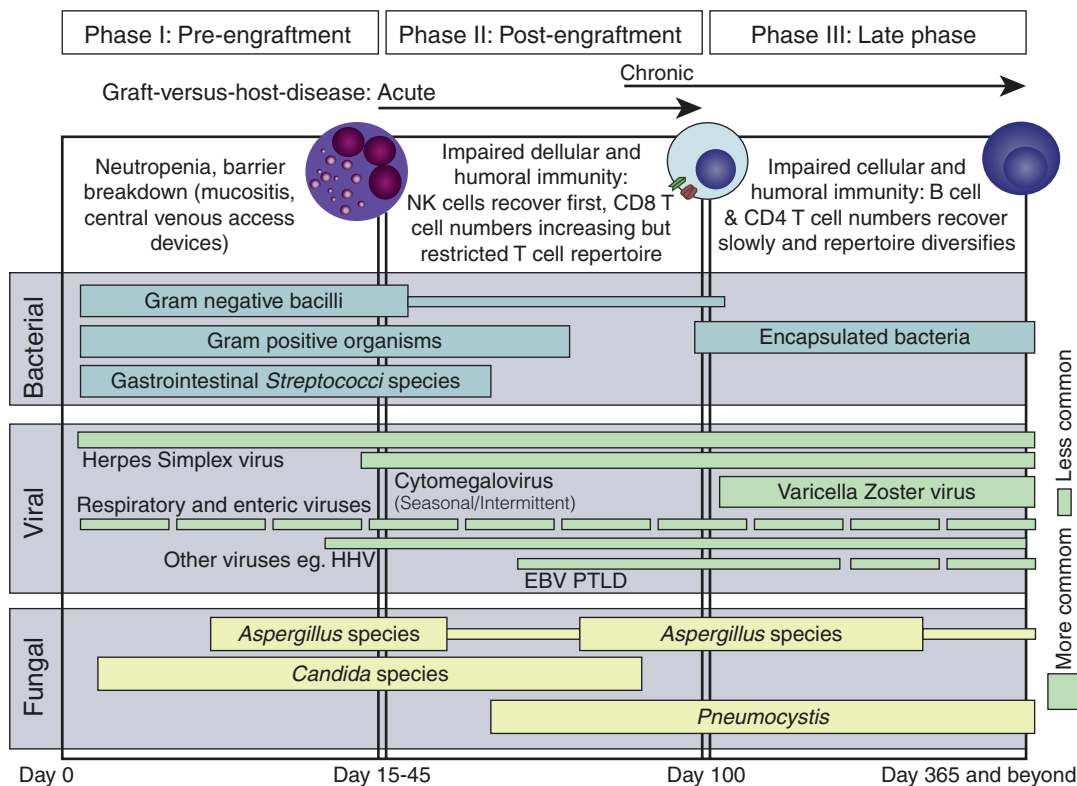 Phase I: Pre-engraftment
Phase II: Post-engraftment
Phase III: Late phase
Chronic
Graft-versus-host-disease: Acute
Neutropenia, barrier
breakdown (mucositis,
central venous access
devices)
Impaired dellular and
humoral immunity:
NK cells recover first, CD8 T
cell numbers increasing but
restricted T cell repertoire
Impaired cellular and
humoral immunity: B cell
& CD4 T cell numbers recover
slowly and repertoire diversifies
Bacterial
Gram negative bacilli
Gram positive organisms
Encapsulated bacteria
Gastrointestinal Streptococci species
Viral
Herpes Simplex virus
Cytomegalovirus
(Seasonal/Intermittent)
Varicella Zoster virus
Respiratory and enteric viruses
Other viruses eg. HHV
EBV PTLD
Fungal
Aspergillus species
Aspergillus species
Candida species
Pneumocystis
Less common
More commom
Day 0
Day 15-45
Day 100
Day 365 and beyond